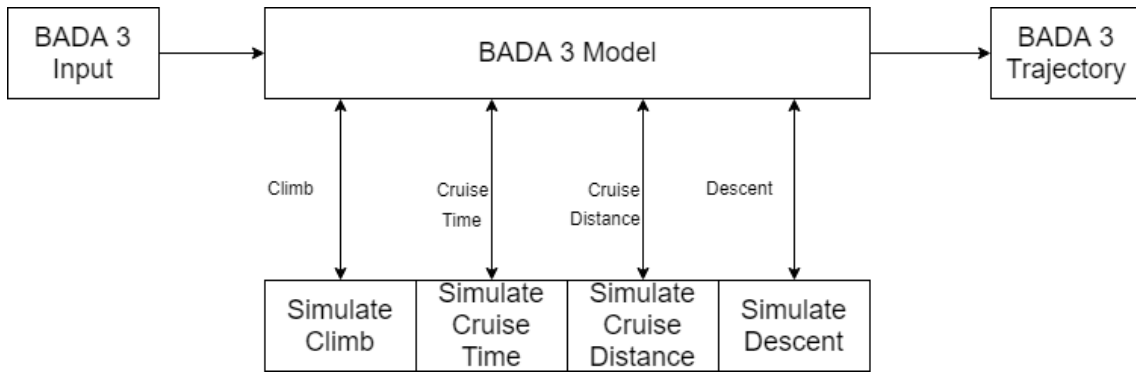 BADA 3
Input
BADA 3 Model
BADA 3
Trajectory
Climb
Cruise
Time
Cruise
Distance
Descent
Simulate
Climb
Simulate
Cruise
Time
Simulate
Cruise
Distance
Simulate
Descent